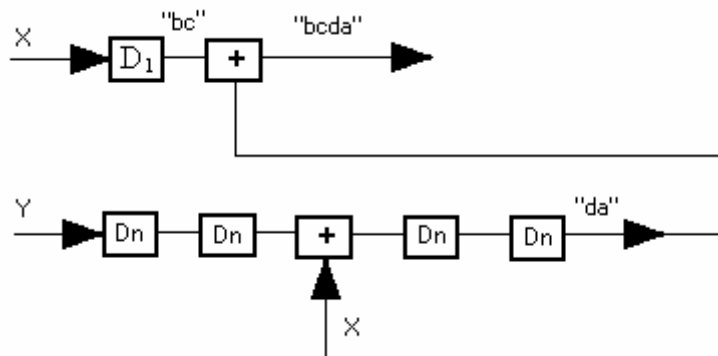 X "bc" "bcda"
D1 +
Y "da"
Dn Dn + Dn Dn
X